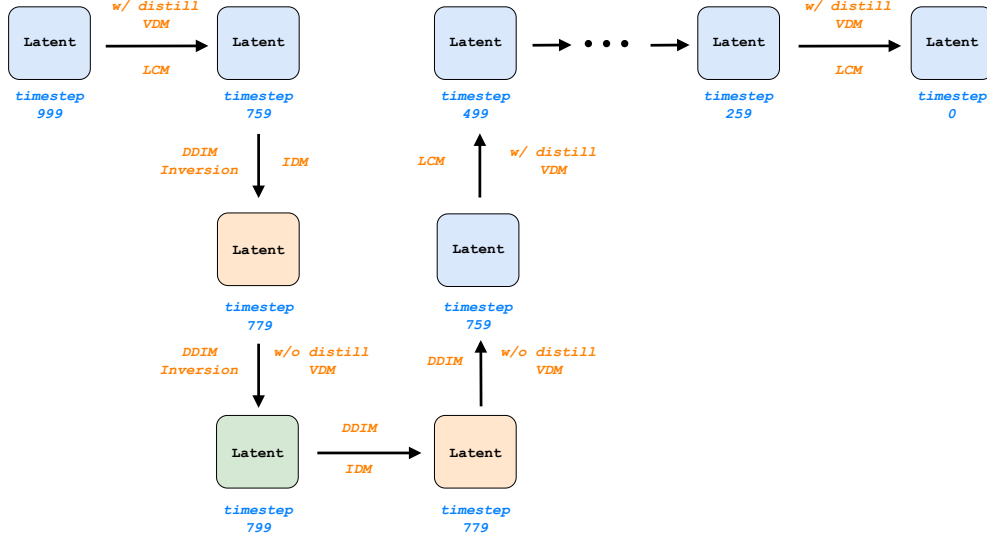 w/ distill
VDM
Latent
LCM
Latent
timestep
999
timestep
759
Latent
timestep
499
Latent
timestep
259
w/ distill
VDM
LCM
Latent
timestep
0
DDIM
Inversion
IDM
LCM
w/ distill
VDM
Latent
timestep
779
Latent
timestep
759
DDIM
Inversion
w/o distill
VDM
DDIM
w/o distill
VDM
Latent
timestep
799
DDIM
IDM
Latent
timestep
779